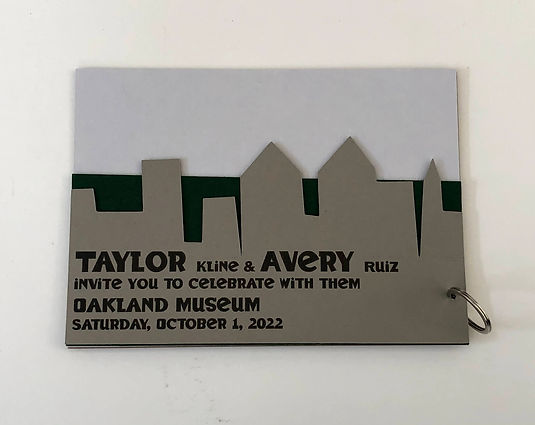 TAYLOR Kline & AVERY RUIZ
INVITE YOU TO CELEBRATE WITH THEM
OAKLAND MUSEUM
SATURDAY, OCTOBER 1, 2022